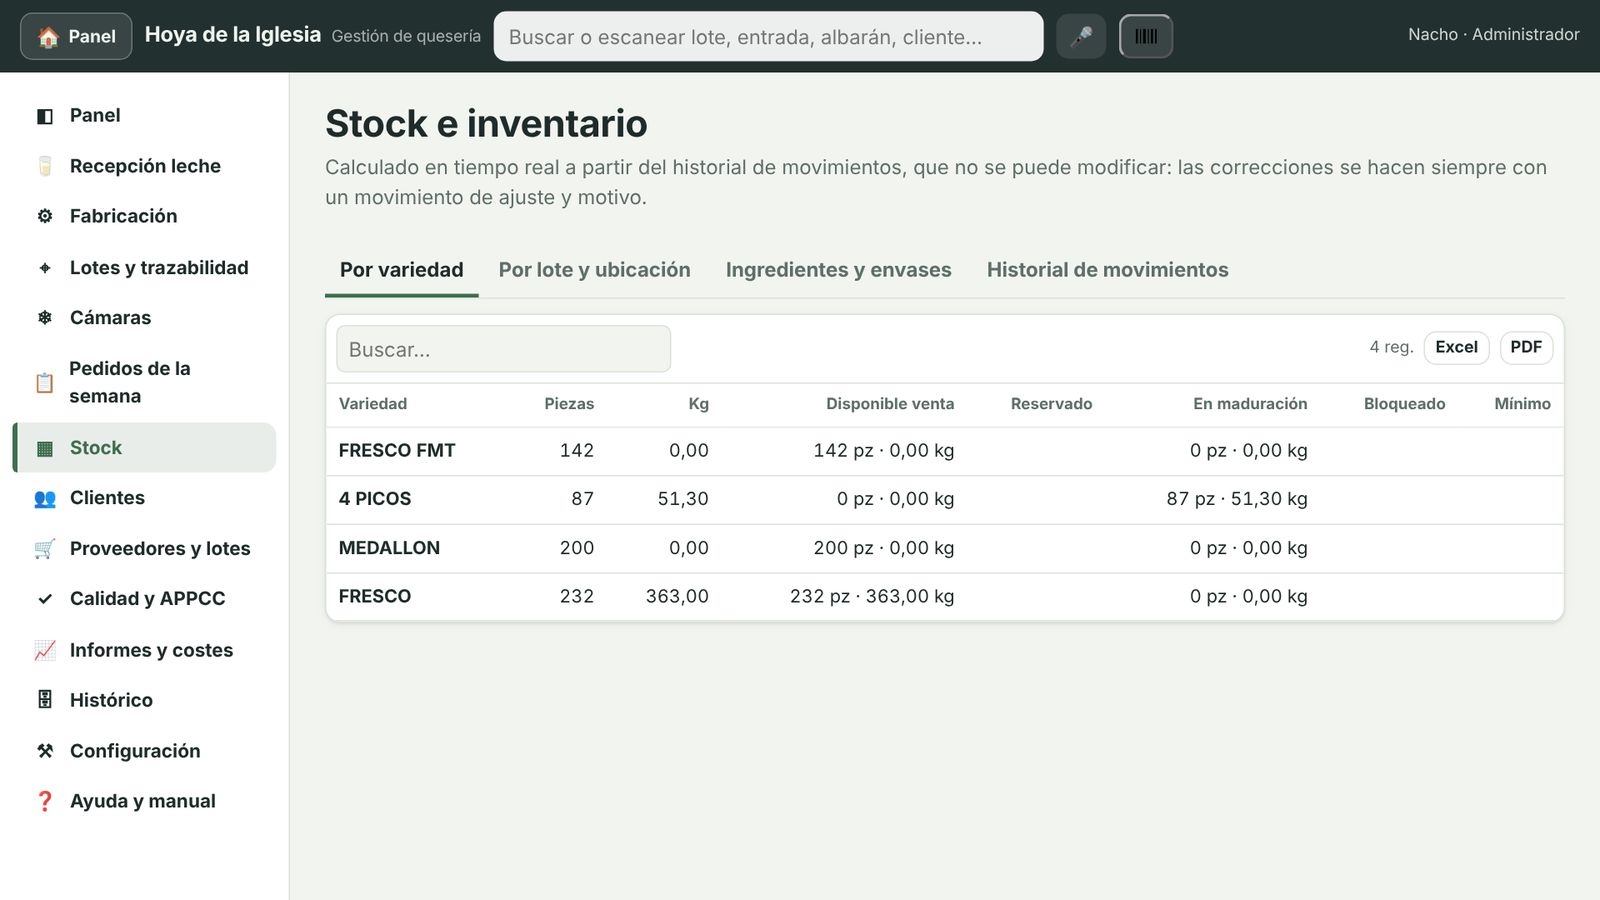 Panel
Hoya de la Iglesia
Gestión de quesería
Buscar o escanear lote, entrada, albarán, cliente...
Nacho · Administrador
Panel
Recepción leche
Fabricación
Lotes y trazabilidad
Cámaras
Pedidos de la
semana
Stock
Clientes
Proveedores y lotes
Calidad y APPCC
Informes y costes
Histórico
Configuración
Ayuda y manual
Stock e inventario
Calculado en tiempo real a partir del historial de movimientos, que no se puede modificar: las correcciones se hacen siempre con
un movimiento de ajuste y motivo.
Por variedad Por lote y ubicación Ingredientes y envases Historial de movimientos
Buscar...
4 reg. Excel PDF
Variedad Piezas Kg Disponible venta Reservado En maduración Bloqueado Mínimo
FRESCO FMT 142 0,00 142 pz · 0,00 kg 0 pz · 0,00 kg
4 PICOS 87 51,30 0 pz · 0,00 kg 87 pz · 51,30 kg
MEDALLON 200 0,00 200 pz · 0,00 kg 0 pz · 0,00 kg
FRESCO 232 363,00 232 pz · 363,00 kg 0 pz · 0,00 kg